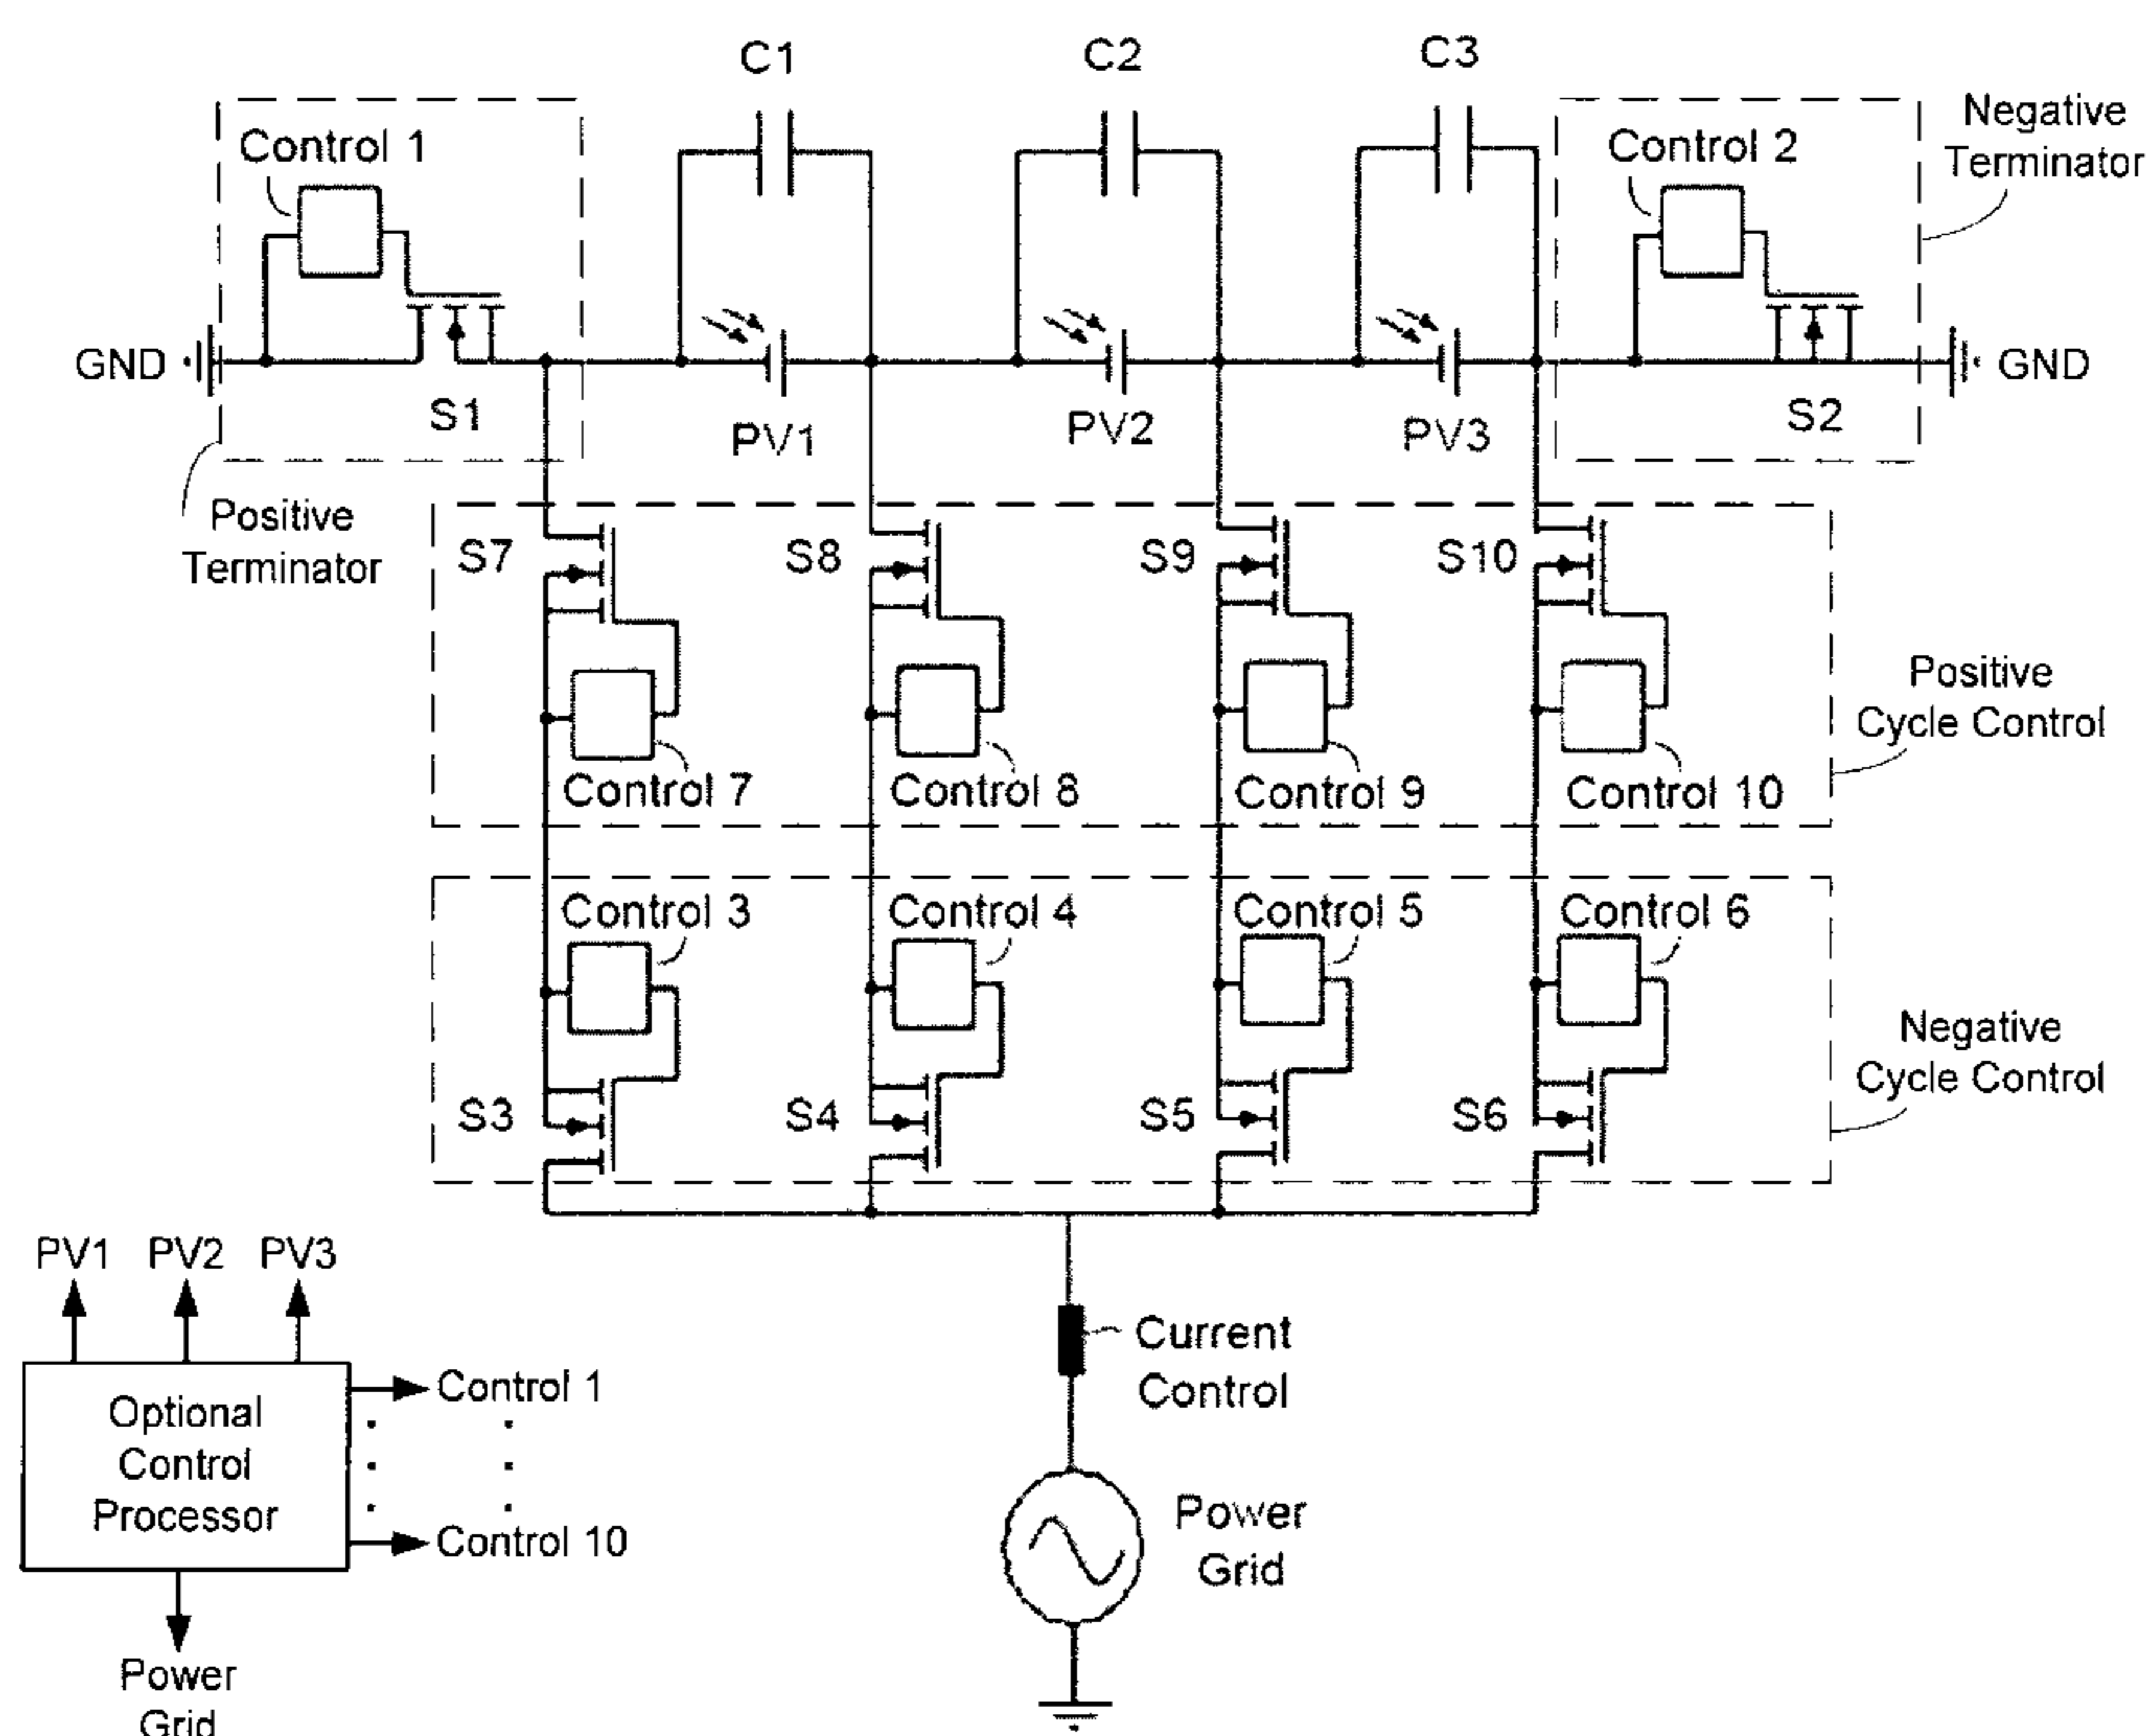 C1
C2
C3
Control 1
Control 2
Negative
Terminator
GND
S1
PV1
PV2
PV3
S2
GND
Positive
Terminator
S7
S8
S9
S10
Positive
Cycle Control
Control 7
Control 8
Control 9
Control 10
Control 3
Control 4
Control 5
Control 6
Negative
Cycle Control
S3
S4
S5
S6
PV1
PV2
PV3
Optional
Control
Processor
Control 1
Control 10
Current
Control
Power
Grid
Power
Grid